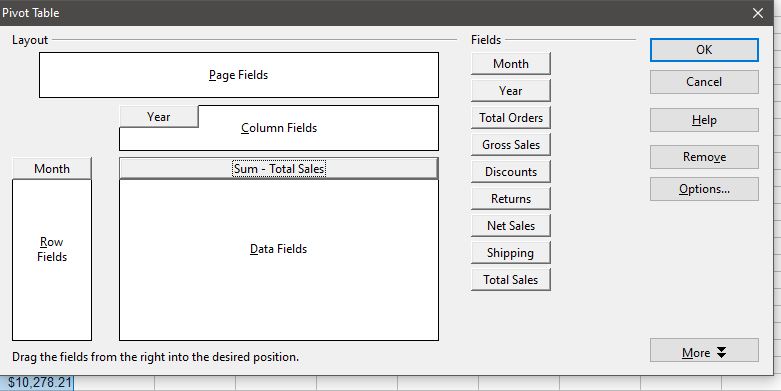 Pivot Table
Layout
Page Fields
Year
Column Fields
Month
Sum - Total Sales
Row
Fields
Data Fields
Drag the fields from the right into the desired position.
Fields
Month
Year
Total Orders
Gross Sales
Discounts
Returns
Net Sales
Shipping
Total Sales
OK
Cancel
Help
Remove
Options...
More
$10,278.21